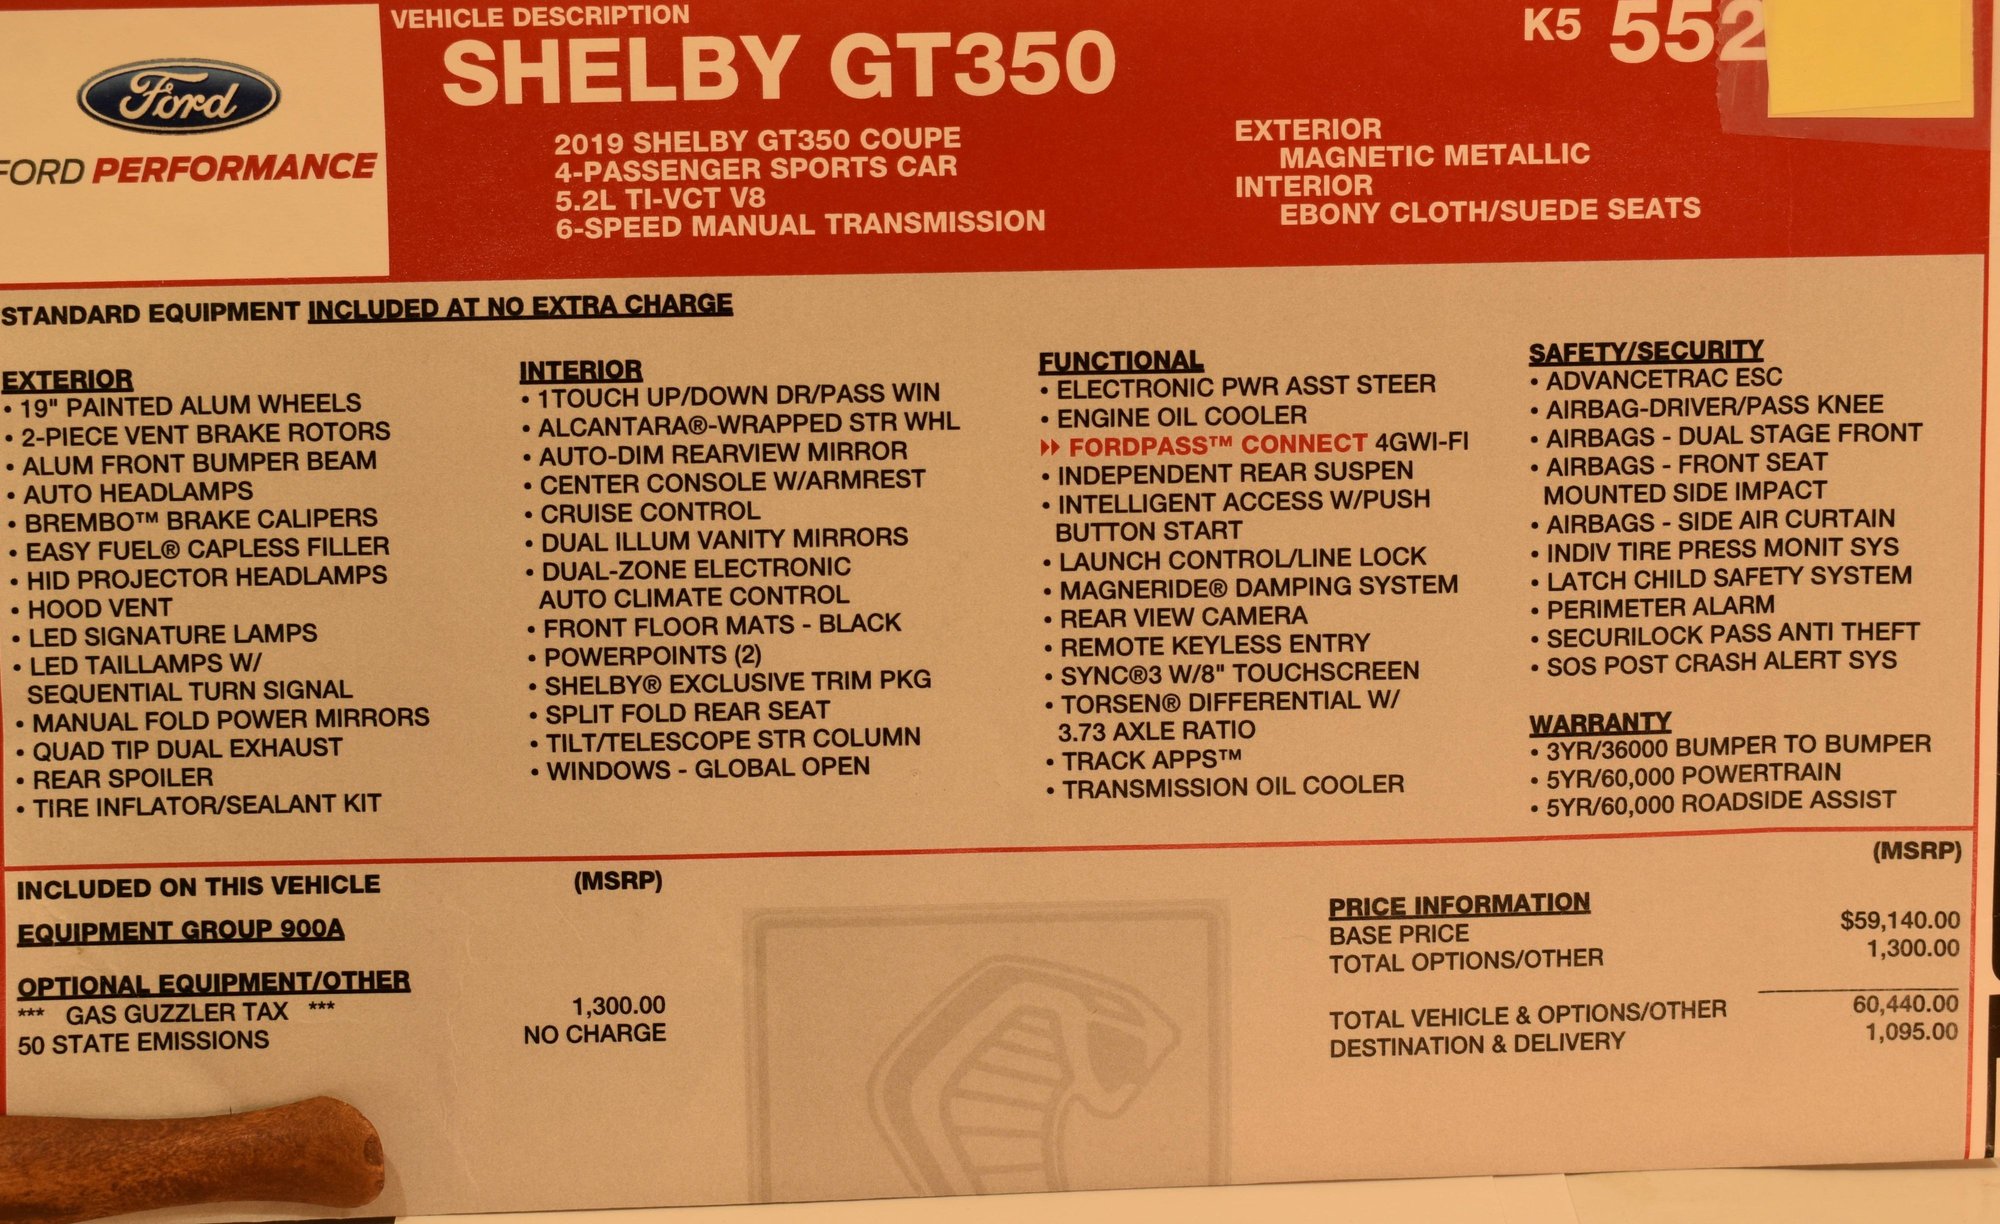 Ford
FORD PERFORMANCE
VEHICLE DESCRIPTION
SHELBY GT350
2019 SHELBY GT350 COUPE
4-PASSENGER SPORTS CAR
5.2L TI-VCT V8
6-SPEED MANUAL TRANSMISSION
K5 552
EXTERIOR
MAGNETIC METALLIC
INTERIOR
EBONY CLOTH/SUEDE SEATS
STANDARD EQUIPMENT INCLUDED AT NO EXTRA CHARGE
EXTERIOR
• 19" PAINTED ALUM WHEELS
• 2-PIECE VENT BRAKE ROTORS
• ALUM FRONT BUMPER BEAM
• AUTO HEADLAMPS
• BREMBO™ BRAKE CALIPERS
• EASY FUEL® CAPLESS FILLER
• HID PROJECTOR HEADLAMPS
• HOOD VENT
• LED SIGNATURE LAMPS
• LED TAILLAMPS W/
SEQUENTIAL TURN SIGNAL
• MANUAL FOLD POWER MIRRORS
• QUAD TIP DUAL EXHAUST
• REAR SPOILER
• TIRE INFLATOR/SEALANT KIT
INTERIOR
• 1TOUCH UP/DOWN DR/PASS WIN
• ALCANTARA®-WRAPPED STR WHL
• AUTO-DIM REARVIEW MIRROR
• CENTER CONSOLE W/ARMREST
• CRUISE CONTROL
• DUAL ILLUM VANITY MIRRORS
• DUAL-ZONE ELECTRONIC
AUTO CLIMATE CONTROL
• FRONT FLOOR MATS - BLACK
• POWERPOINTS (2)
• SHELBY® EXCLUSIVE TRIM PKG
• SPLIT FOLD REAR SEAT
• TILT/TELESCOPE STR COLUMN
• WINDOWS - GLOBAL OPEN
FUNCTIONAL
• ELECTRONIC PWR ASST STEER
• ENGINE OIL COOLER
FORDPASS™ CONNECT 4GWI-FI
• INDEPENDENT REAR SUSPEN
• INTELLIGENT ACCESS W/PUSH
BUTTON START
• LAUNCH CONTROL/LINE LOCK
• MAGNERIDE® DAMPING SYSTEM
• REAR VIEW CAMERA
• REMOTE KEYLESS ENTRY
• SYNC®3 W/8" TOUCHSCREEN
• TORSEN® DIFFERENTIAL W/
3.73 AXLE RATIO
• TRACK APPS™
• TRANSMISSION OIL COOLER
SAFETY/SECURITY
• ADVANCETRAC ESC
• AIRBAG-DRIVER/PASS KNEE
• AIRBAGS - DUAL STAGE FRONT
• AIRBAGS - FRONT SEAT
MOUNTED SIDE IMPACT
• AIRBAGS - SIDE AIR CURTAIN
• INDIV TIRE PRESS MONIT SYS
• LATCH CHILD SAFETY SYSTEM
• PERIMETER ALARM
• SECURILOCK PASS ANTI THEFT
• SOS POST CRASH ALERT SYS
WARRANTY
• 3YR/36000 BUMPER TO BUMPER
• 5YR/60,000 POWERTRAIN
• 5YR/60,000 ROADSIDE ASSIST
INCLUDED ON THIS VEHICLE (MSRP)
EQUIPMENT GROUP 900A
OPTIONAL EQUIPMENT/OTHER
*** GAS GUZZLER TAX *** 1,300.00
50 STATE EMISSIONS NO CHARGE
(MSRP)
PRICE INFORMATION
BASE PRICE $59,140.00
TOTAL OPTIONS/OTHER 1,300.00
TOTAL VEHICLE & OPTIONS/OTHER 60,440.00
DESTINATION & DELIVERY 1,095.00